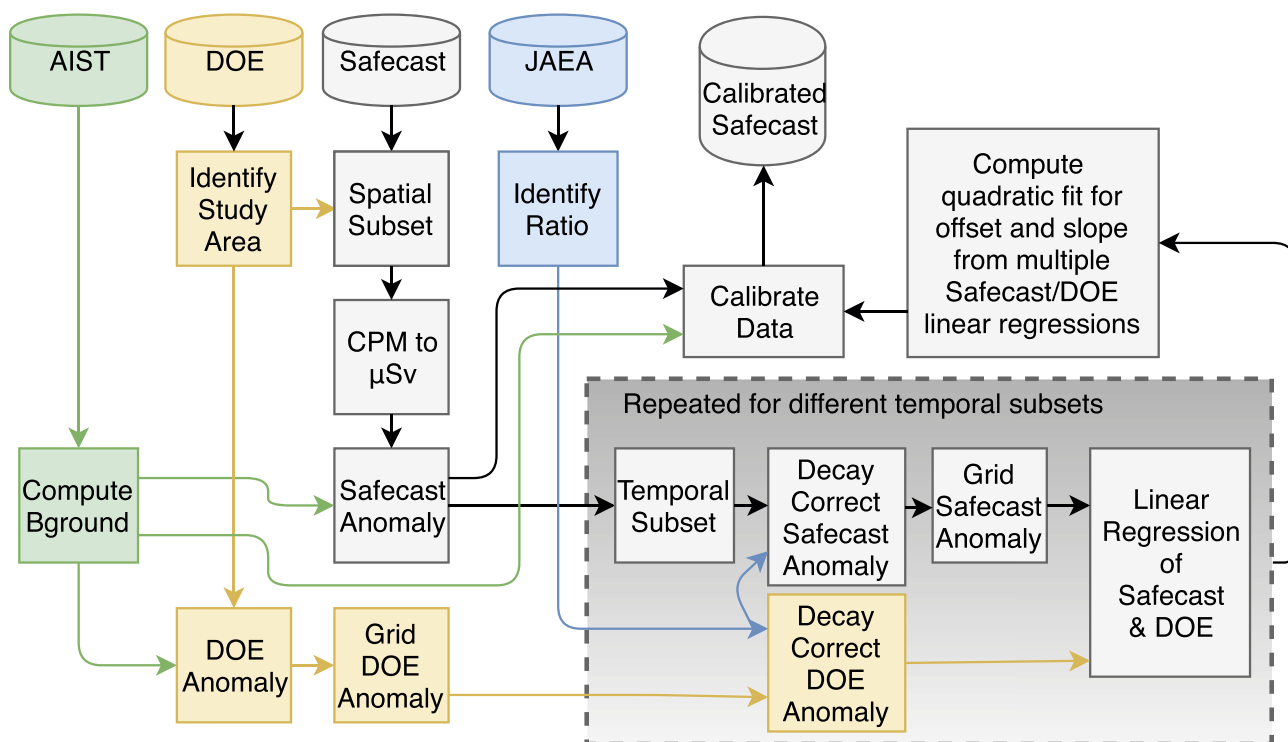 AIST
DOE
Safecast
JAEA
Calibrated
Safecast
Identify
Study
Area
Spatial
Subset
Identify
Ratio
Compute
quadratic fit for
offset and slope
from multiple
Safecast/DOE
linear regressions
Calibrate
Data
CPM to
μSv
Repeated for different temporal subsets
Compute
Bground
Safecast
Anomaly
Temporal
Subset
Decay
Correct
Safecast
Anomaly
Grid
Safecast
Anomaly
Linear
Regression
of
Safecast
& DOE
DOE
Anomaly
Grid
DOE
Anomaly
Decay
Correct
DOE
Anomaly